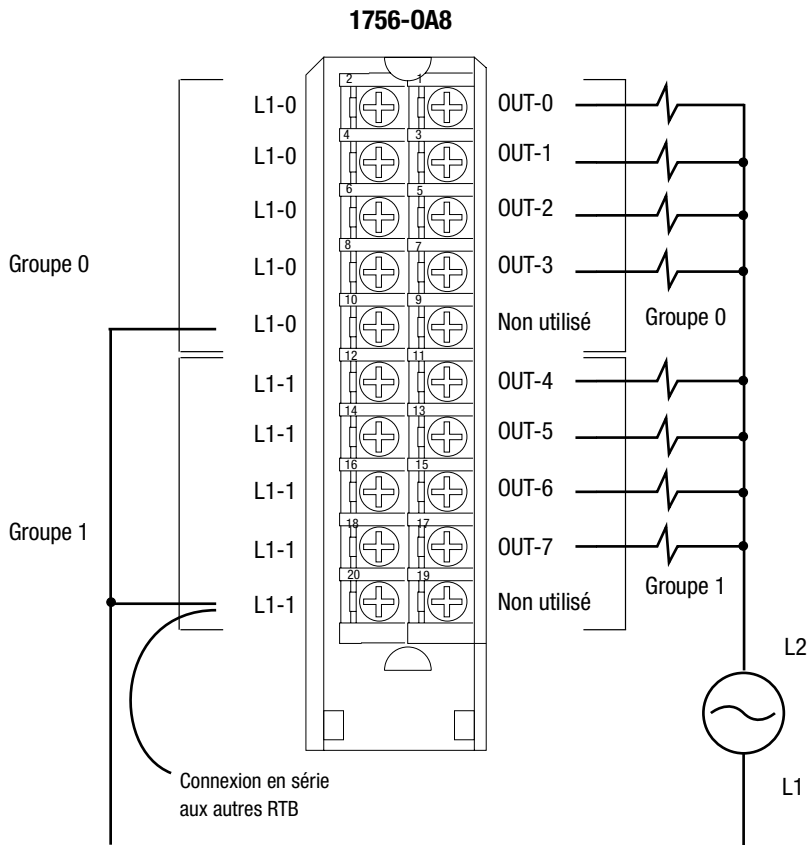 1756-OA8
2 1
L1-0 OUT-0
4 3
L1-0 OUT-1
6 5
L1-0 OUT-2
8 7
Groupe 0 L1-0 OUT-3
10 9
L1-0 Non utilisé Groupe 0
12 11
L1-1 OUT-4
14 13
L1-1 OUT-5
16 15
L1-1 OUT-6
18 17
Groupe 1 L1-1 OUT-7
20 19
L1-1 Non utilisé Groupe 1
L2
Connexion en série
aux autres RTB
L1